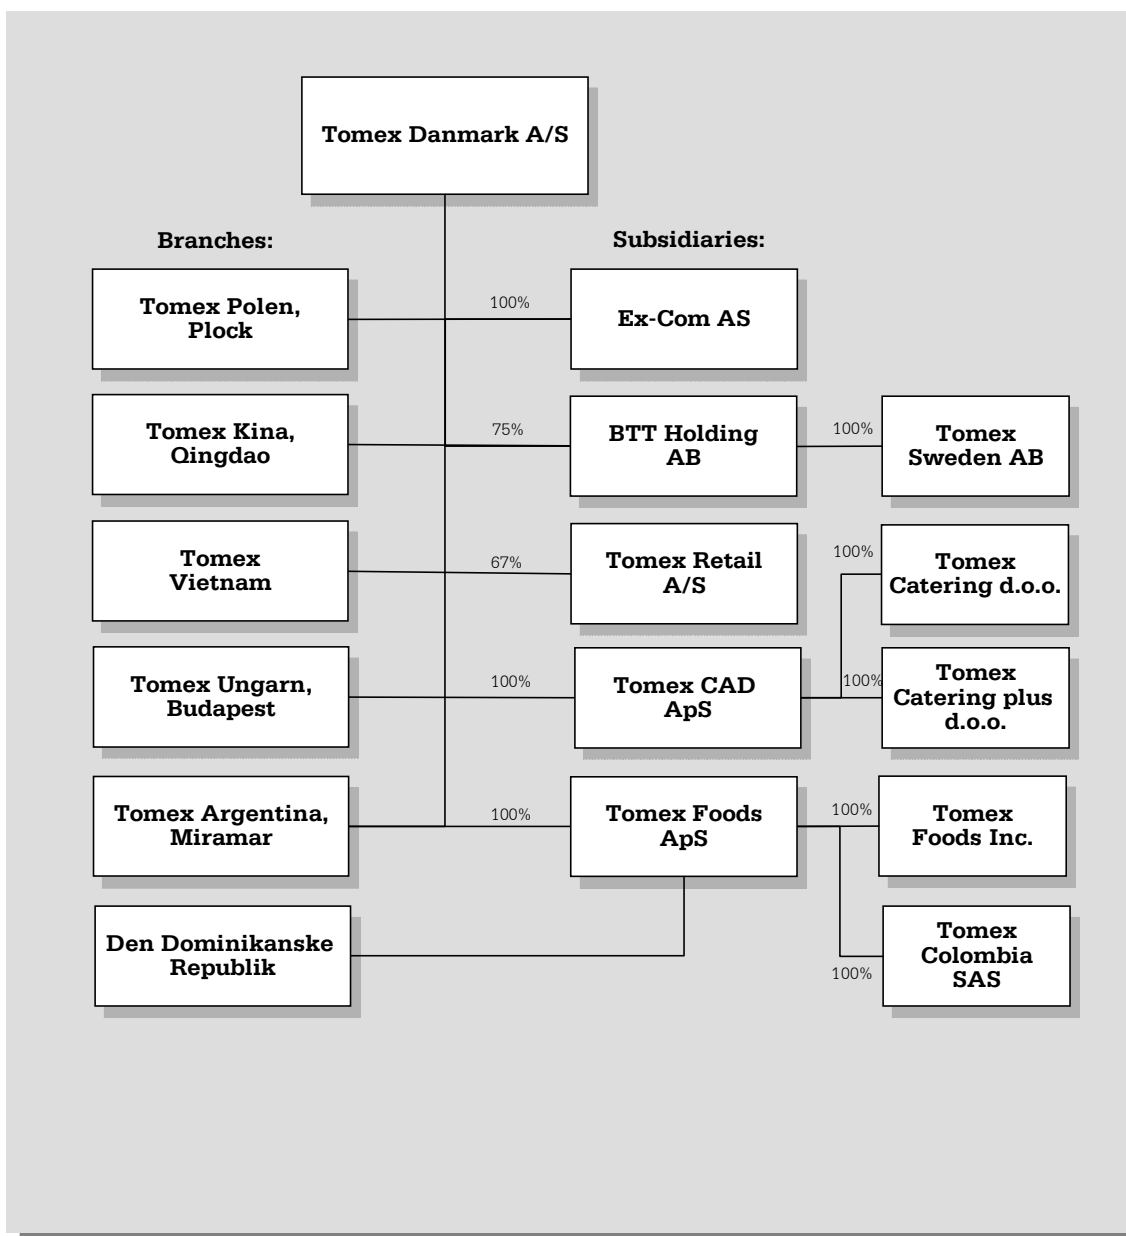 Tomex Danmark A/S
Branches:
Subsidiaries:
Tomex Polen,
Plock
100%
Ex-Com AS
Tomex Kina,
Qingdao
75%
BTT Holding
AB
100%
Tomex
Sweden AB
Tomex
Vietnam
67%
Tomex Retail
A/S
100%
Tomex
Catering d.o.o.
Tomex Ungarn,
Budapest
100%
Tomex CAD
ApS
100%
Tomex
Catering plus
d.o.o.
Tomex Argentina,
Miramar
100%
Tomex Foods
ApS
100%
Tomex
Foods Inc.
Den Dominikanske
Republik
100%
Tomex
Colombia
SAS